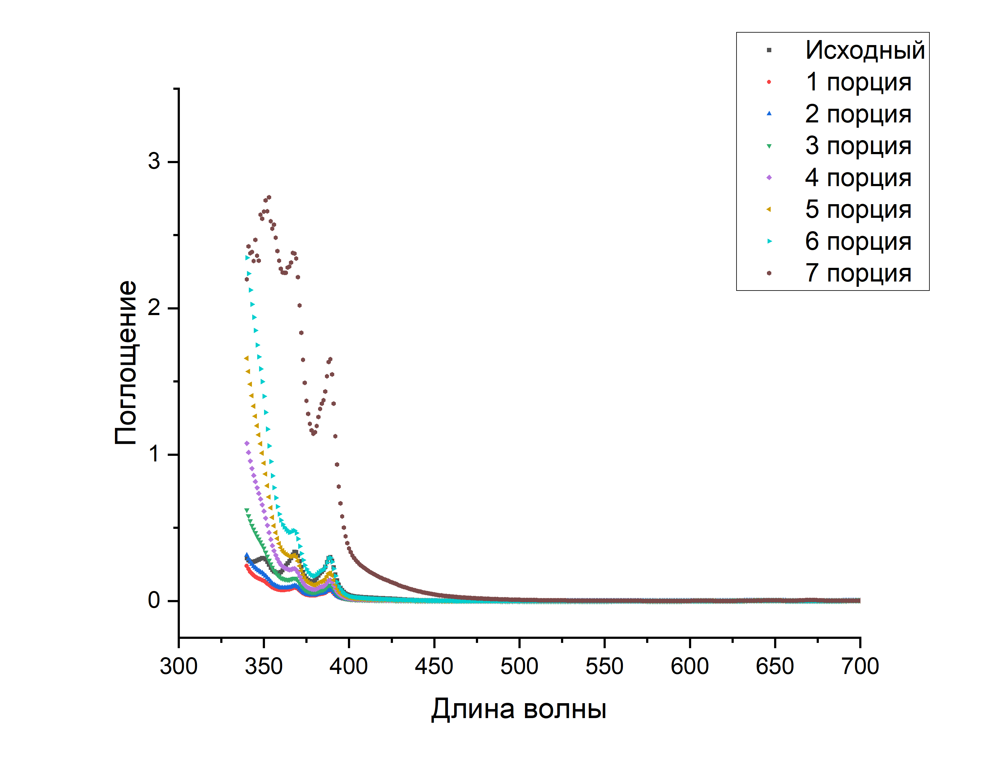 Исходный
1 порция
2 порция
3 порция
4 порция
5 порция
6 порция
7 порция
Поглощение
3
2
1
0
300 350 400 450 500 550 600 650 700
Длина волны